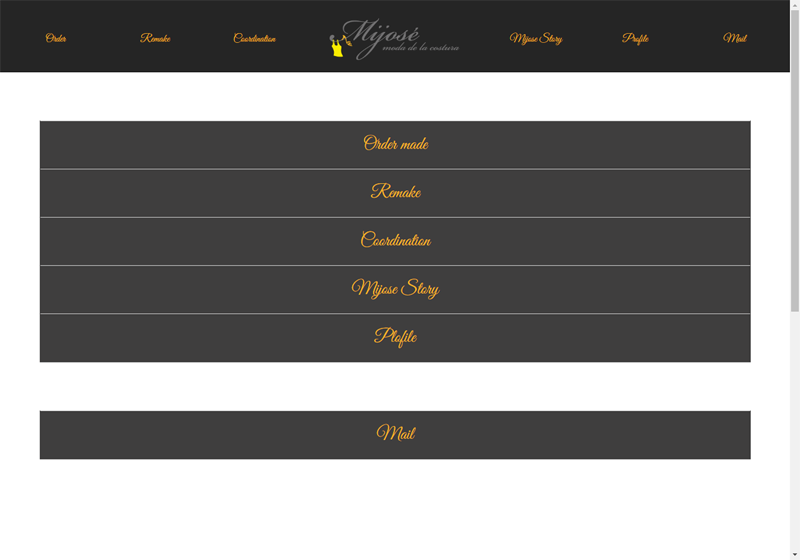 Order
Remake
Coordination
Mijosé
moda de la costura
Mijose Story
Profile
Mail
Order made
Remake
Coordination
Mijose Story
Plofile
Mail